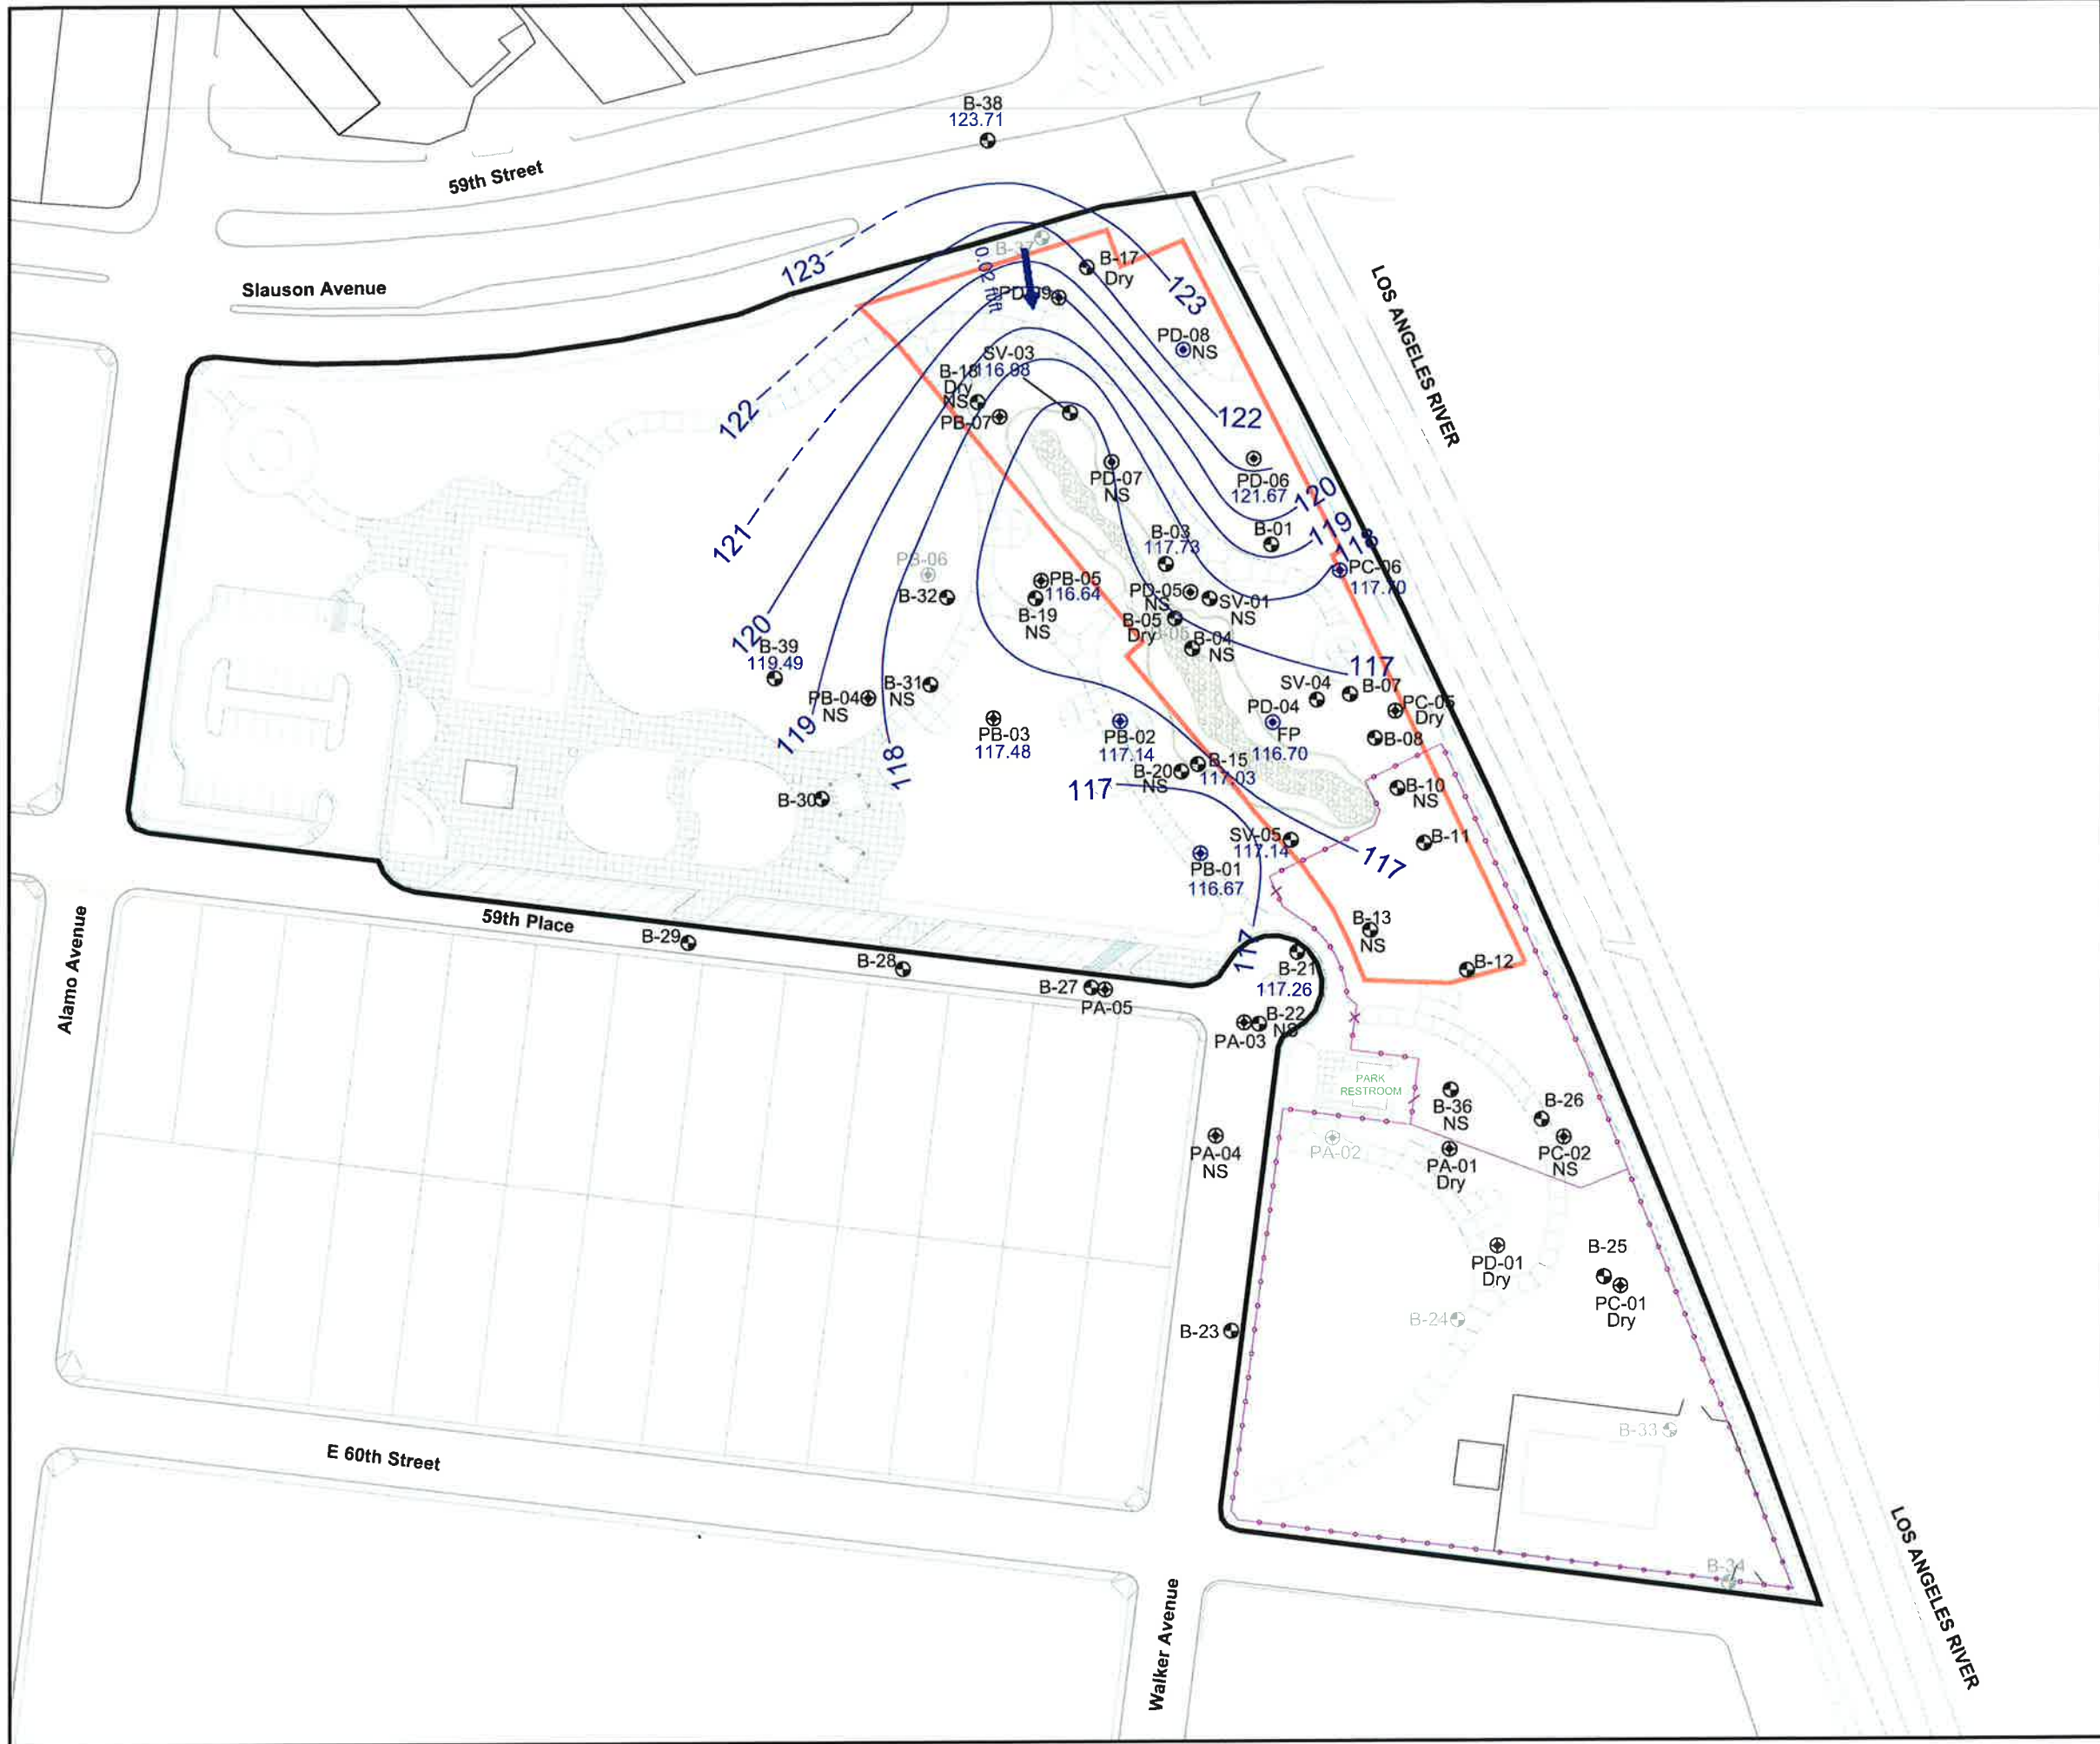 B-38
123.71
59th Street
Slauson Avenue
LOS ANGELES RIVER
B-37
B-17
Dry
123
123
0.02 ft/ft
PD-09
PD-08
NS
SV-03
116.98
B-18
Dry
NS
PB-07
122
122
121
PD-07
NS
PD-06
121.67
120
119
118
B-01
B-03
117.73
PC-06
117.70
PB-06
B-32
PB-05
116.64
B-19
NS
PD-05
NS
SV-01
NS
B-05
Dry
B-05
B-04
NS
120
B-39
119.49
117
SV-04
B-07
PB-04
NS
B-31
NS
PC-05
Dry
PD-04
FP
116.70
119
118
PB-03
117.48
PB-02
117.14
B-08
B-20
NS
B-15
117.03
117
B-10
NS
B-30
SV-05
117.14
B-11
117
PB-01
116.67
59th Place
B-29
B-28
B-27
PA-05
117
B-21
117.26
B-13
NS
B-12
PA-03
B-22
NS
Alamo Avenue
PARK
RESTROOM
B-36
NS
B-26
PC-02
NS
PA-04
NS
PA-02
PA-01
Dry
PD-01
Dry
B-25
PC-01
Dry
B-24
B-23
B-33
E 60th Street
B-34
Walker Avenue
LOS ANGELES RIVER